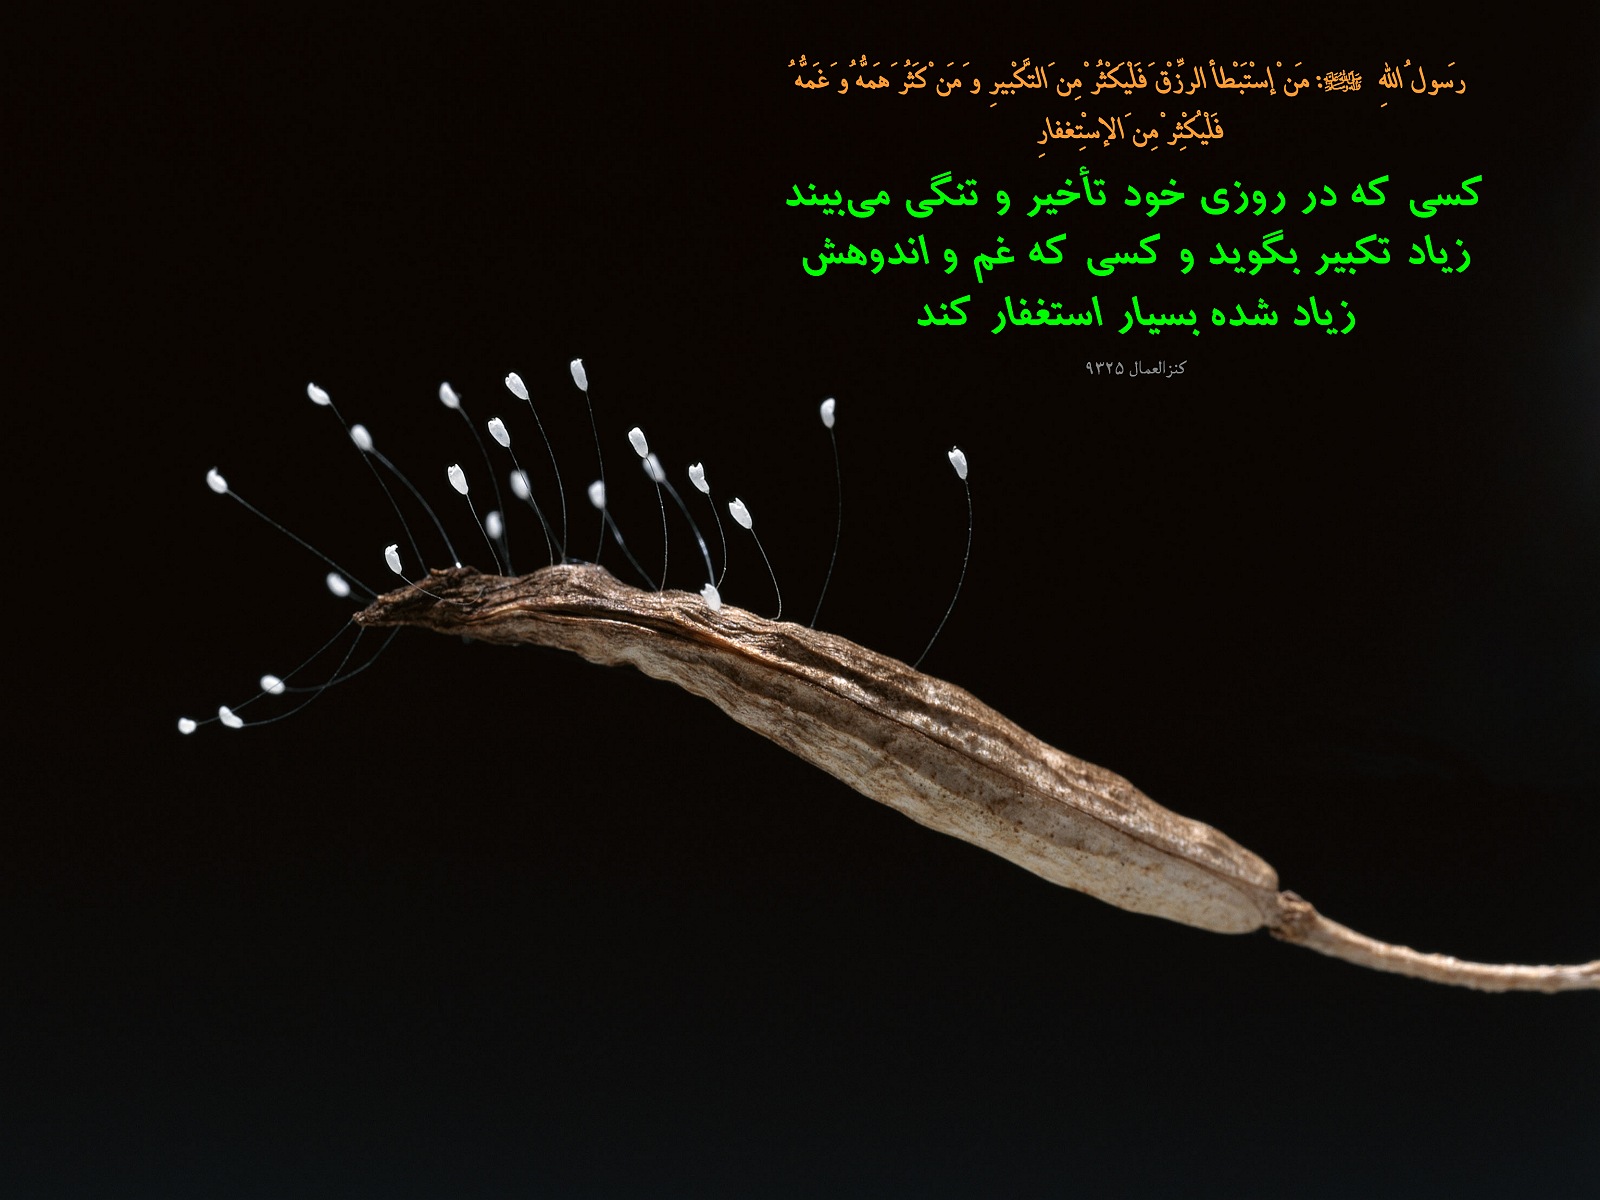 رَسولُ اللهِ ﷺ: مَنْ إسْتَبْطأ الرِّزْقَ فَلْيَكْثُرْ مِنَ التَّكْبيرِ وَ مَنْ كَثُرَ هَمُّهُ وَ غَمُّهُ
فَلْيُكْثِرْ مِنَ الإسْتِغفارِ
کسی که در روزی خود تأخیر و تنگی می‌بیند
زیاد تکبیر بگوید و کسی که غم و اندوهش
زیاد شده بسیار استغفار کند
کنزالعمال ۹۳۲۵